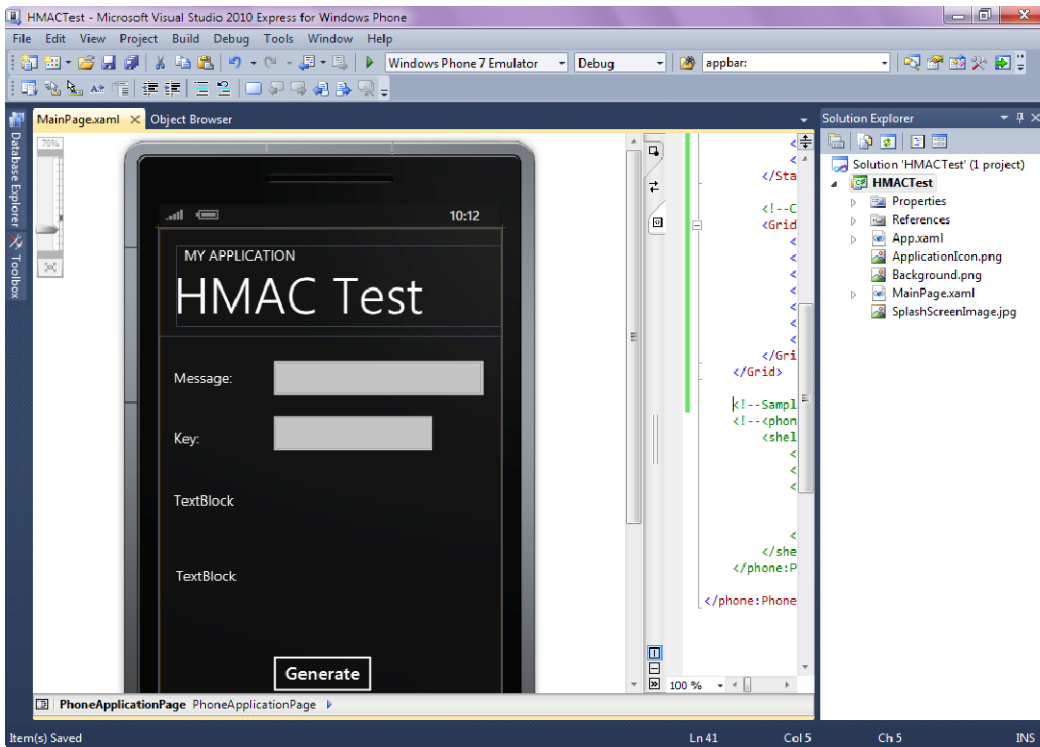 HMACTest - Microsoft Visual Studio 2010 Express for Windows Phone
File Edit View Project Build Debug Tools Window Help
Windows Phone 7 Emulator Debug appbar:
MainPage.xaml Object Browser
Solution Explorer
Database Explorer
Toolbox
70%
10:12
MY APPLICATION
HMAC Test
Message:
Key:
TextBlock
TextBlock
Generate
<
<
</Sta
<!--C
<Grid
<
<
<
<
<
<
<
</Gri
</Grid>
<!--Sampl
<!--<phon
<shel
<
<
<
<
</she
</phone:P
</phone:Phone
100 %
Solution 'HMACTest' (1 project)
HMACTest
Properties
References
App.xaml
ApplicationIcon.png
Background.png
MainPage.xaml
SplashScreenImage.jpg
PhoneApplicationPage PhoneApplicationPage
Item(s) Saved Ln 41 Col 5 Ch 5 INS